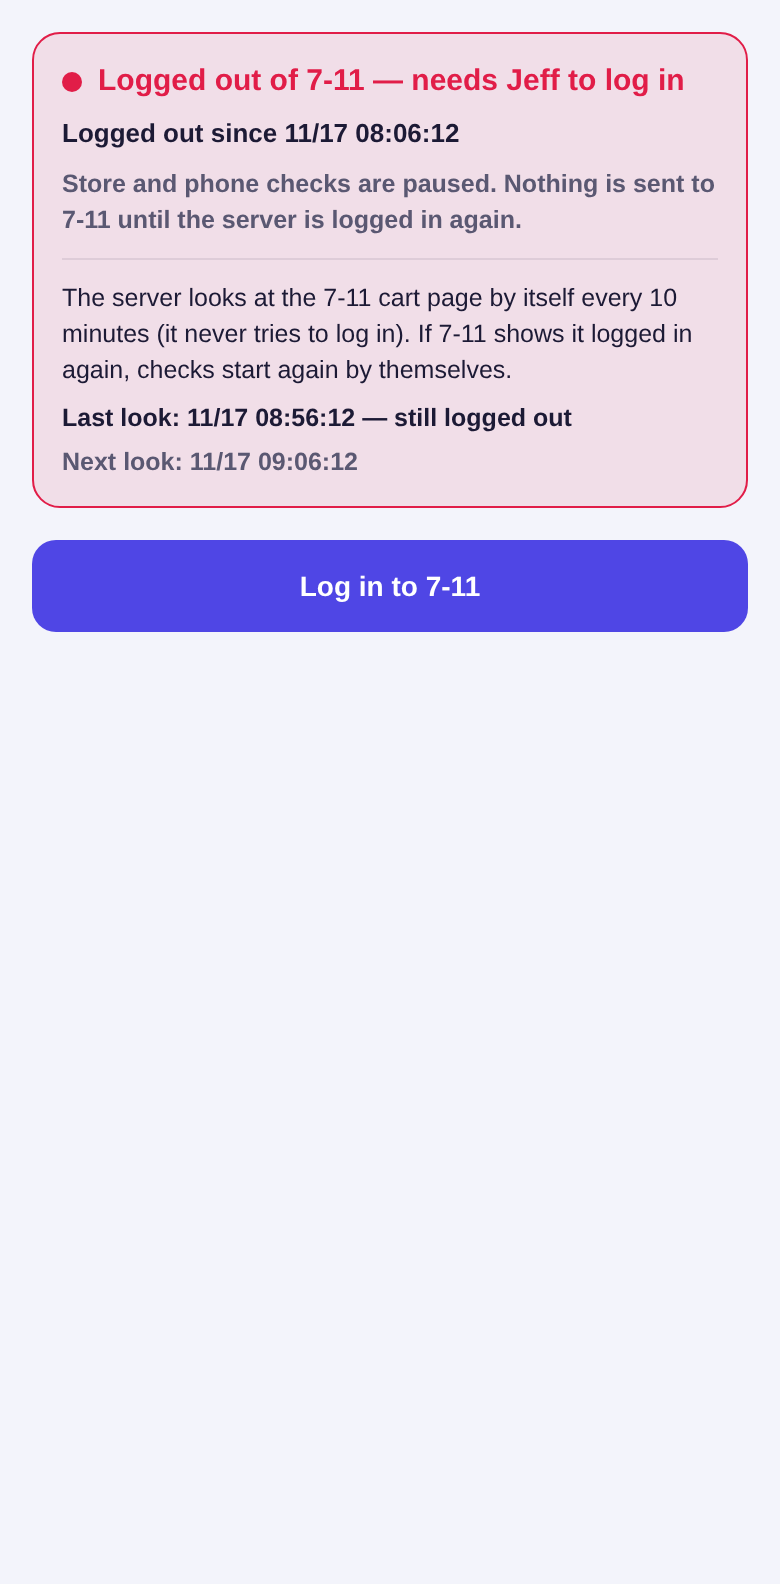 Logged out of 7-11 — needs Jeff to log in
Logged out since 11/17 08:06:12
Store and phone checks are paused. Nothing is sent to
7-11 until the server is logged in again.
The server looks at the 7-11 cart page by itself every 10
minutes (it never tries to log in). If 7-11 shows it logged in
again, checks start again by themselves.
Last look: 11/17 08:56:12 — still logged out
Next look: 11/17 09:06:12
Log in to 7-11